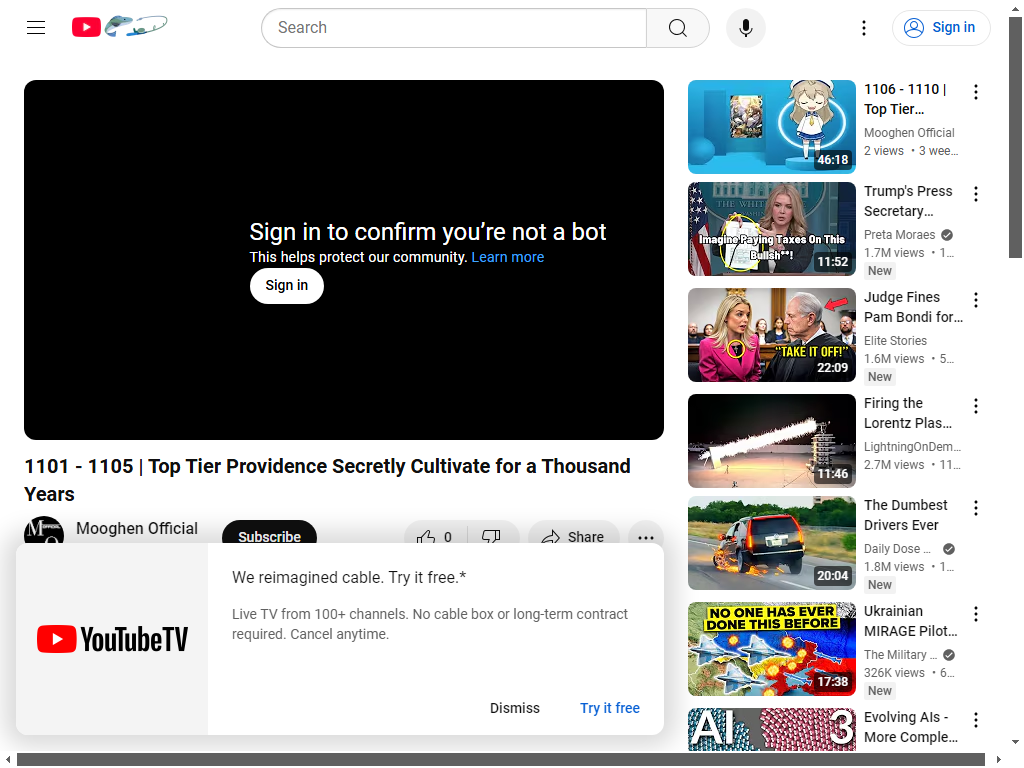 Search
Sign in
Sign in to confirm you’re not a bot
This helps protect our community. Learn more
Sign in
1101 - 1105 | Top Tier Providence Secretly Cultivate for a Thousand
Years
Mooghen Official
Subscribe
0
Share
We reimagined cable. Try it free.*
Live TV from 100+ channels. No cable box or long-term contract
required. Cancel anytime.
YouTubeTV
Dismiss
Try it free
46:18
1106 - 1110 |
Top Tier…
Mooghen Official
2 views • 3 wee…
THE WHITE
Imagine Paying Taxes On This
Bullsh**!
11:52
Trump's Press
Secretary…
Preta Moraes
1.7M views • 1…
New
"TAKE IT OFF!"
22:09
Judge Fines
Pam Bondi for…
Elite Stories
1.6M views • 5…
New
11:46
Firing the
Lorentz Plas…
LightningOnDem…
2.7M views • 11…
20:04
The Dumbest
Drivers Ever
Daily Dose …
1.8M views • 1…
New
NO ONE HAS EVER
DONE THIS BEFORE
17:38
Ukrainian
MIRAGE Pilot…
The Military …
326K views • 6…
New
AI 3
Evolving AIs -
More Comple…